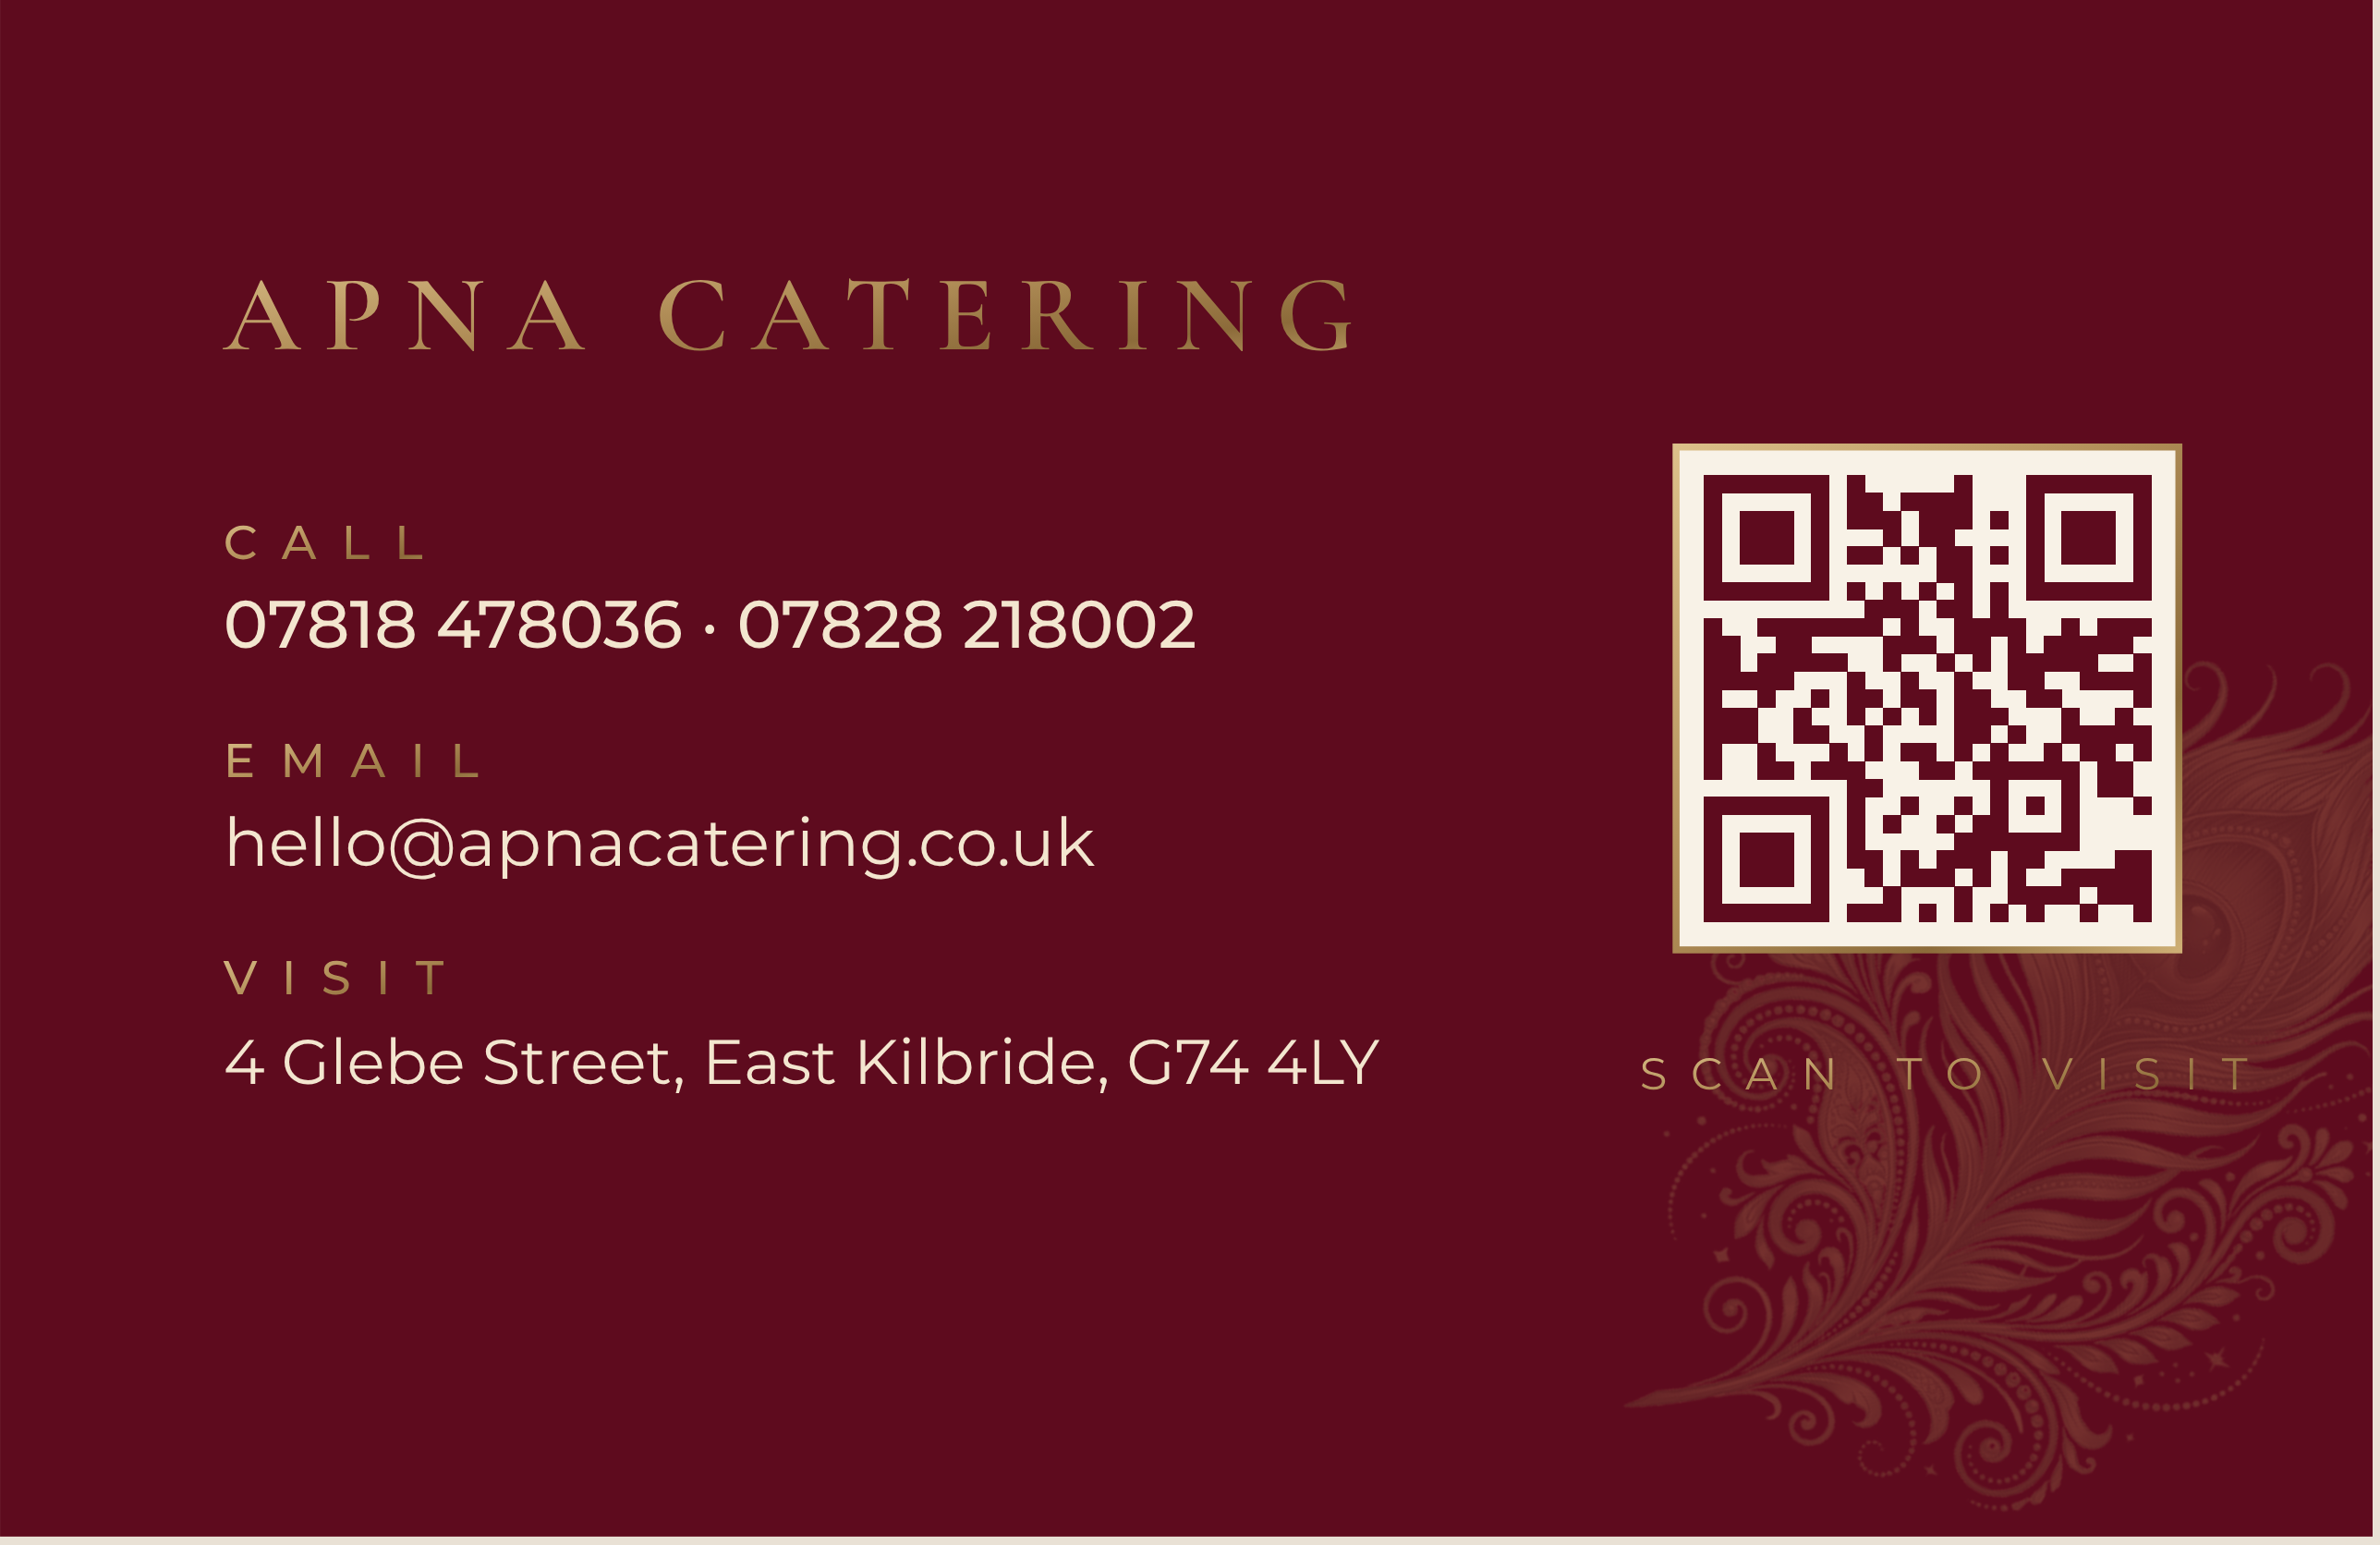 APNA CATERING
CALL
07818 478036 · 07828 218002
EMAIL
hello@apnacatering.co.uk
VISIT
4 Glebe Street, East Kilbride, G74 4LY
SCAN TO VISIT